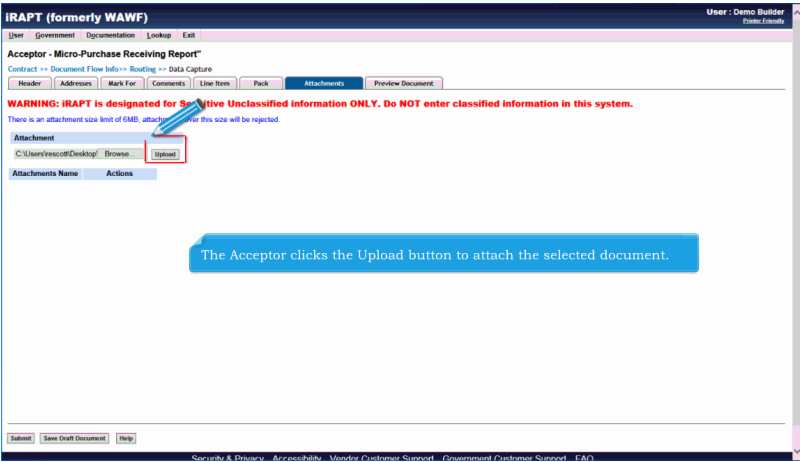 iRAPT (formerly WAWF)
User : Demo Builder
Printer Friendly
User Government Documentation Lookup Exit
Acceptor - Micro-Purchase Receiving Report"
Contract >> Document Flow Info>> Routing >> Data Capture
Header Addresses Mark For Comments Line Item Pack Attachments Preview Document
WARNING: iRAPT is designated for Sensitive Unclassified information ONLY. Do NOT enter classified information in this system.
There is an attachment size limit of 6MB, attachments over this size will be rejected.
Attachment
C:\Users\rescott\Desktop\ Browse... Upload
Attachments Name Actions
The Acceptor clicks the Upload button to attach the selected document.
Submit Save Draft Document Help
Security & Privacy Accessibility Vendor Customer Support Government Customer Support FAQ